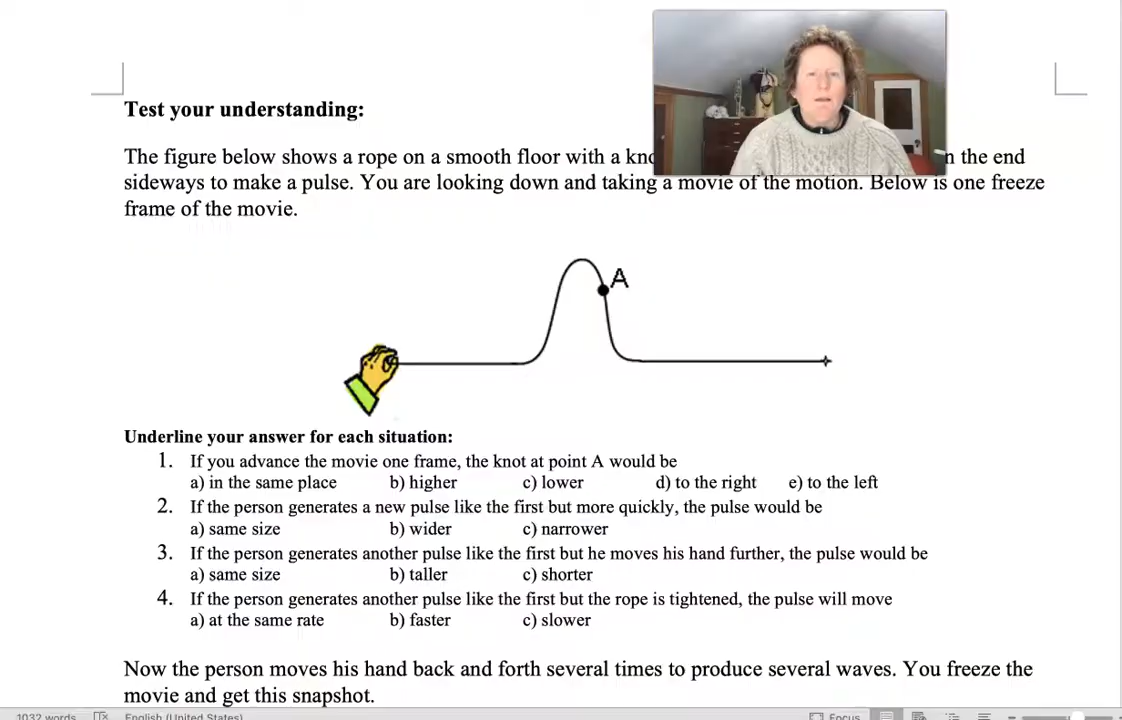 Test your understanding:
The figure below shows a rope on a smooth floor with a n the end
sideways to make a pulse. You are looking down and taking a movie of the motion. Below is one freeze
frame of the movie.
A
Underline your answer for each situation:
1. If you advance the movie one frame, the knot at point A would be
a) in the same place b) higher c) lower d) to the right e) to the left
2. If the person generates a new pulse like the first but more quickly, the pulse would be
a) same size b) wider c) narrower
3. If the person generates another pulse like the first but he moves his hand further, the pulse would be
a) same size b) taller c) shorter
4. If the person generates another pulse like the first but the rope is tightened, the pulse will move
a) at the same rate b) faster c) slower
Now the person moves his hand back and forth several times to produce several waves. You freeze the
movie and get this snapshot.
1032 words English (United States) Focus